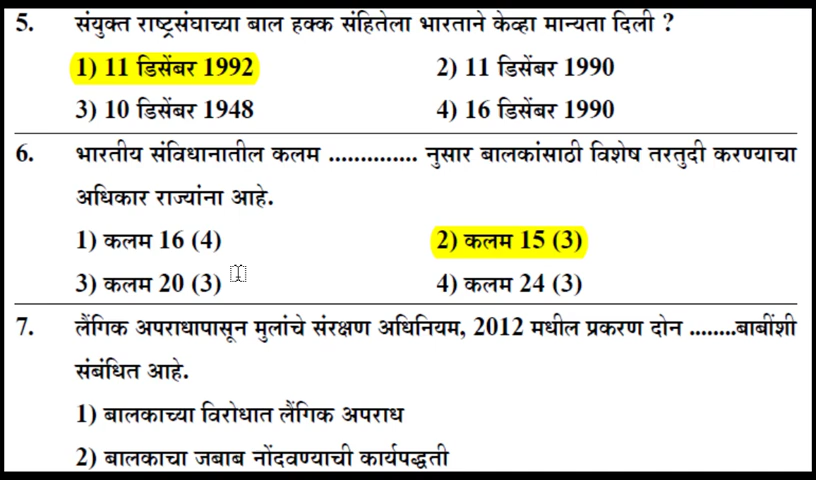 5. संयुक्त राष्ट्रसंघाच्या बाल हक्क संहितेला भारताने केव्हा मान्यता दिली ?
1) 11 डिसेंबर 1992 2) 11 डिसेंबर 1990
3) 10 डिसेंबर 1948 4) 16 डिसेंबर 1990
6. भारतीय संविधानातील कलम .............. नुसार बालकांसाठी विशेष तरतुदी करण्याचा
अधिकार राज्यांना आहे.
1) कलम 16 (4) 2) कलम 15 (3)
3) कलम 20 (3) 4) कलम 24 (3)
7. लैंगिक अपराधापासून मुलांचे संरक्षण अधिनियम, 2012 मधील प्रकरण दोन ........बाबींशी
संबंधित आहे.
1) बालकाच्या विरोधात लैंगिक अपराध
2) बालकाचा जबाब नोंदवण्याची कार्यपद्धती